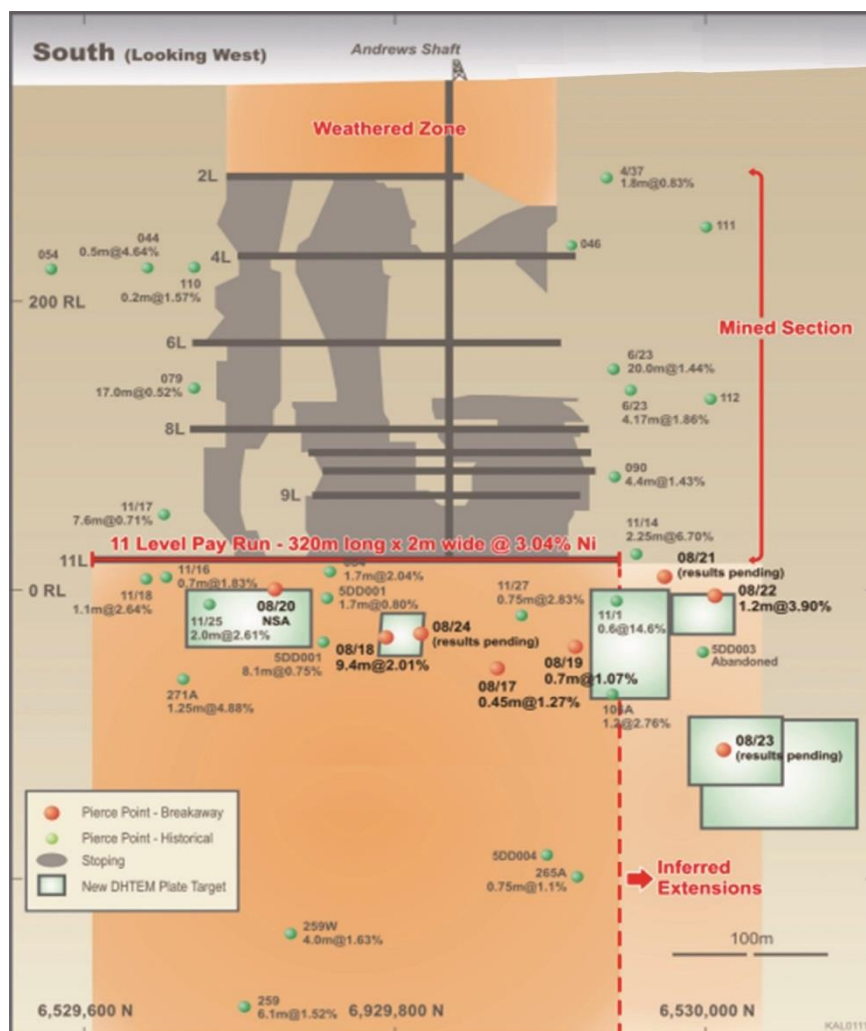 South (Looking West)
Andrews Shaft
Weathered Zone
2L
4/37
1.8m@0.83%
111
044
0.5m@4.64%
054
046
4L
110
0.2m@1.57%
200 RL
Mined Section
6L
6/23
20.0m@1.44%
079
17.0m@0.52%
112
6/23
4.17m@1.86%
8L
090
4.4m@1.43%
9L
11/17
7.6m@0.71%
11/14
2.25m@6.70%
11 Level Pay Run - 320m long x 2m wide @ 3.04% Ni
11L
08/21
(results pending)
11/16
0.7m@1.83%
1.7m@2.04%
0 RL
11/18
1.1m@2.64%
08/20
NSA
5DD001
1.7m@0.80%
11/27
0.75m@2.83%
08/22
1.2m@3.90%
11/25
2.0m@2.61%
11/1
0.6@14.6%
08/24
(results pending)
5DD001
8.1m@0.75%
08/18
9.4m@2.01%
08/19
0.7m@1.07%
5DD003
Abandoned
08/17
0.45m@1.27%
271A
1.25m@4.88%
1.2@2.76%
08/23
(results pending)
Pierce Point - Breakaway
Pierce Point - Historical
Stoping
New DHTEM Plate Target
5DD004
265A
0.75m@1.1%
Inferred
Extensions
259W
4.0m@1.63%
100m
259
6.1m@1.52%
6,529,600 N
6,929,800 N
6,530,000 N